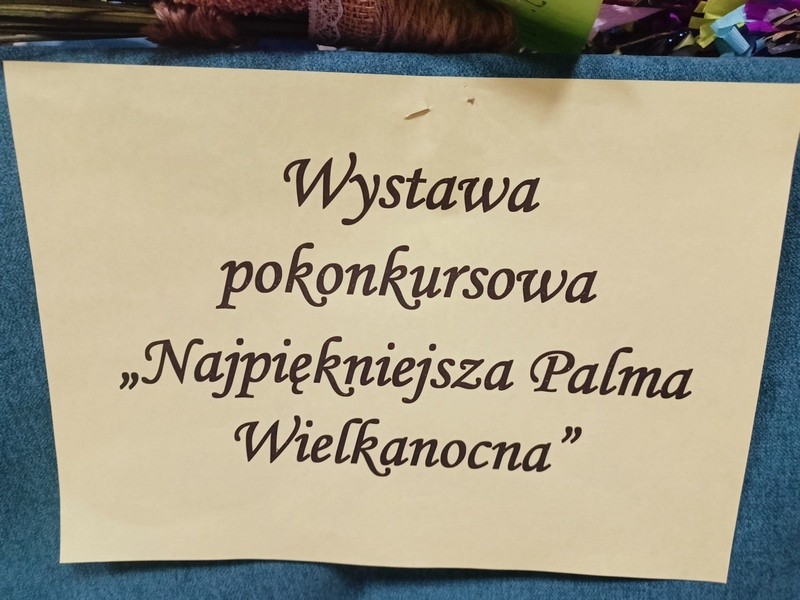 Wystawa
pokonkursowa
„Najpiękniejsza Palma
Wielkanocna”